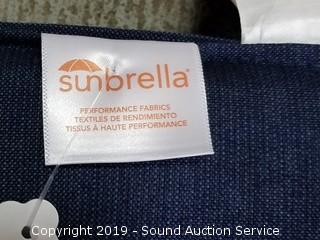 sunbrella®
PERFORMANCE FABRICS
TEXTILES DE RENDIMIENTO
TISSUS À HAUTE PERFORMANCE
Copyright 2019 - Sound Auction Service